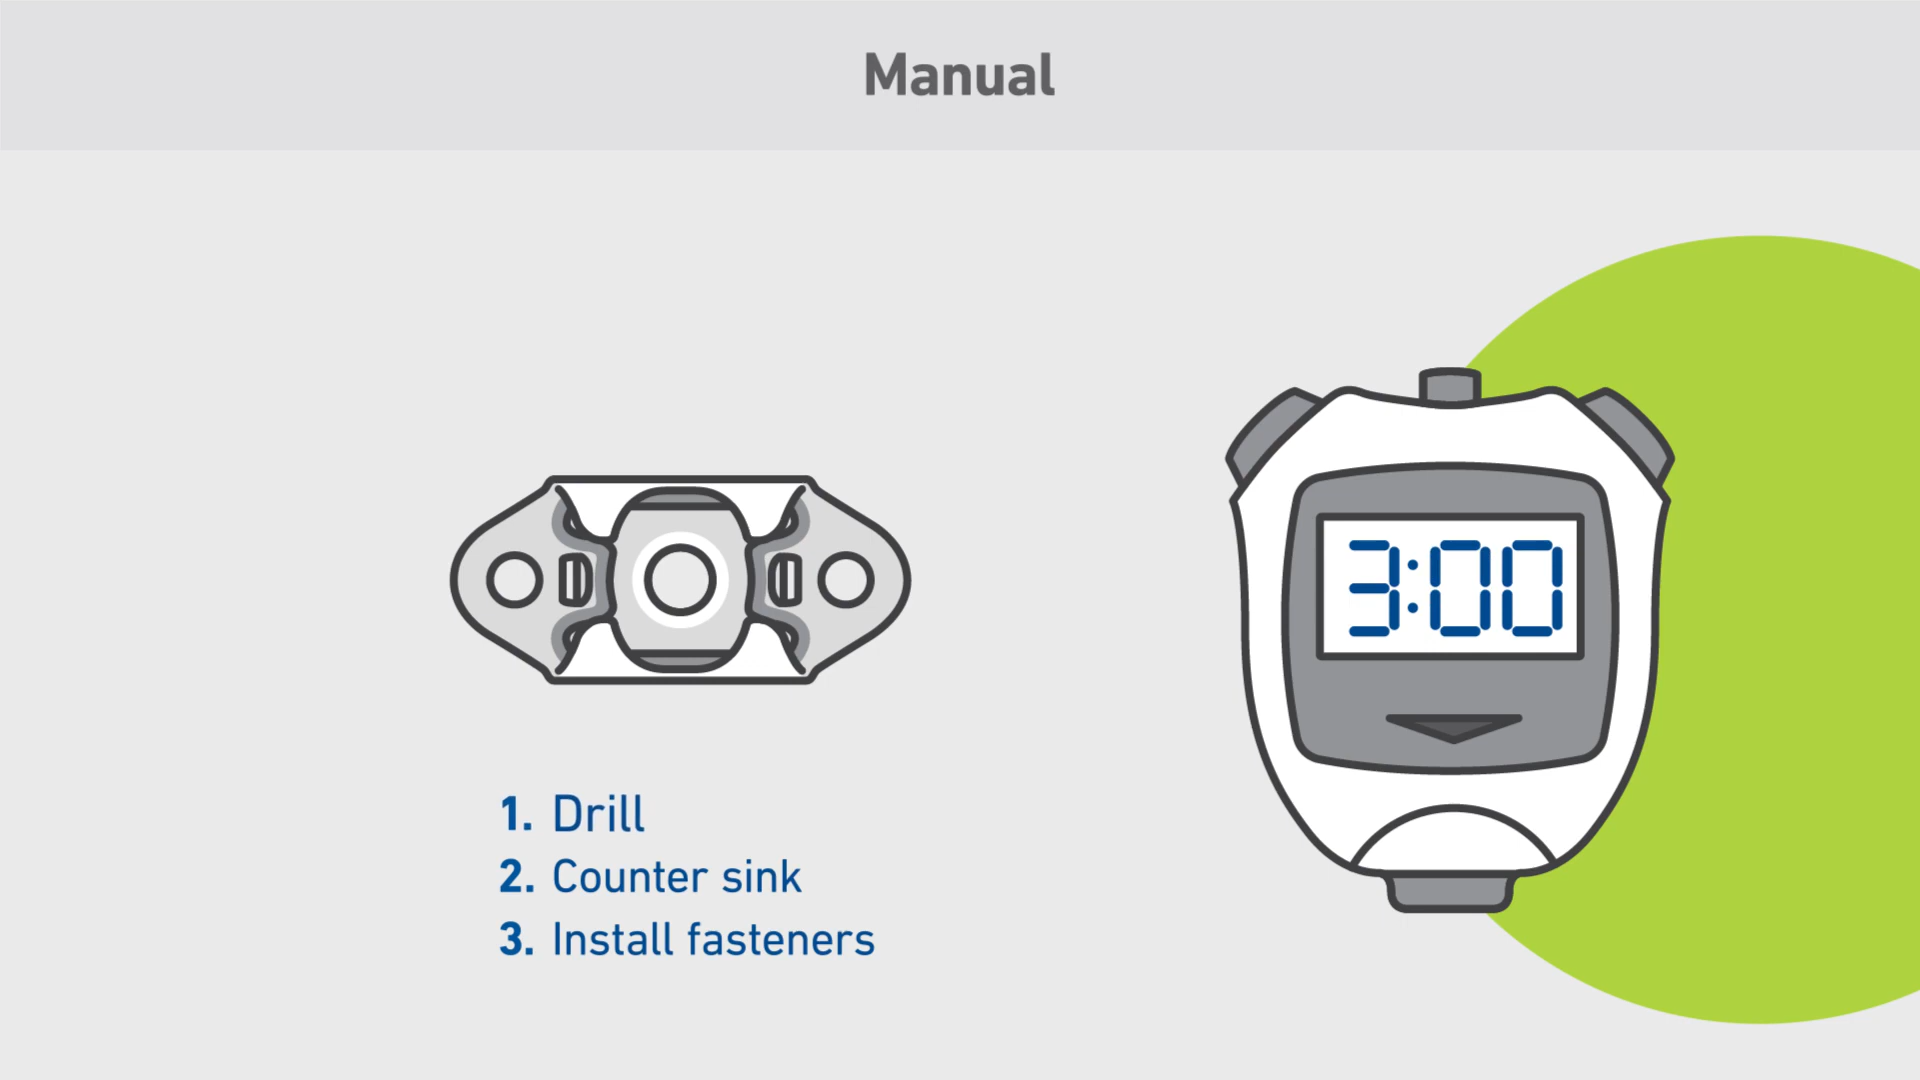 Manual
3:00
1. Drill
2. Counter sink
3. Install fasteners